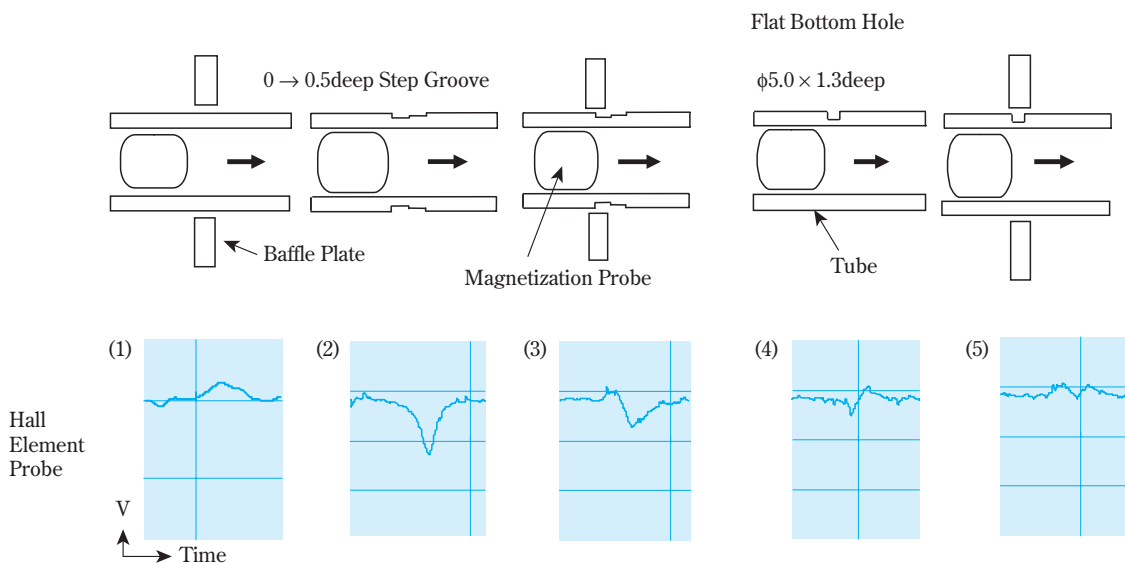 Flat Bottom Hole
0 → 0.5deep Step Groove
ϕ5.0 × 1.3deep
Baffle Plate
Magnetization Probe
Tube
(1)
(2)
(3)
(4)
(5)
Hall
Element
Probe
V
Time